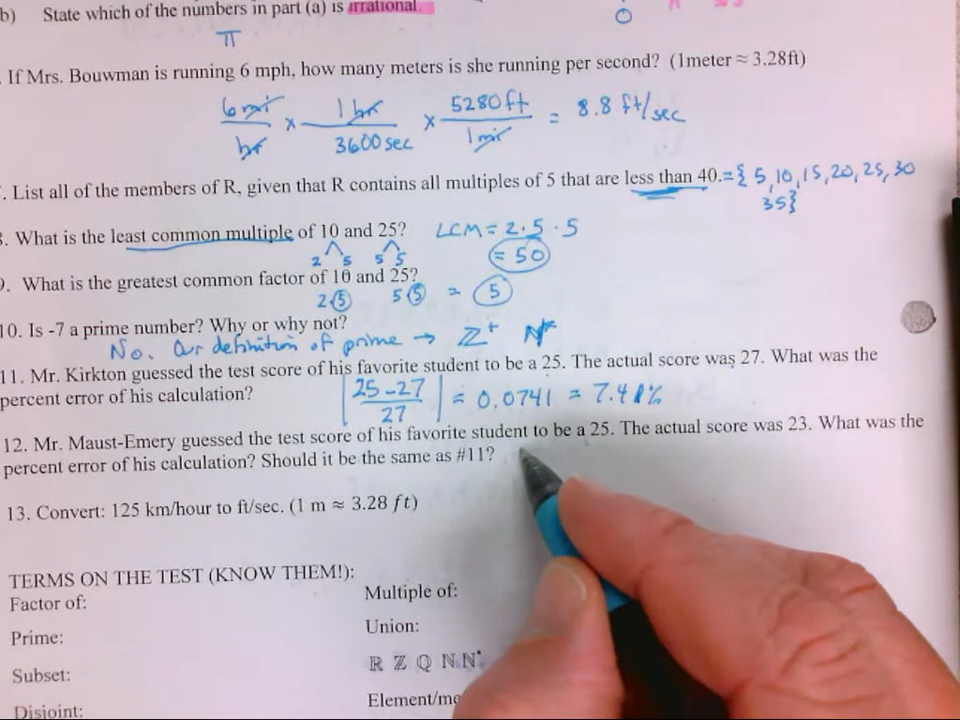 b) State which of the numbers in part (a) is irrational.
π
. If Mrs. Bouwman is running 6 mph, how many meters is she running per second? (1meter ≈ 3.28ft)
6 mi/hr × 1 hr/3600 sec × 5280 ft/1 mi = 8.8 ft/sec
. List all of the members of R, given that R contains all multiples of 5 that are less than 40. = {5, 10, 15, 20, 25, 30
35}
8. What is the least common multiple of 10 and 25? LCM = 2·5·5
2 5 5 5 = 50
9. What is the greatest common factor of 10 and 25?
2 5 5 5 = 5
10. Is -7 a prime number? Why or why not?
No. Our definition of prime → ℤ⁺ ℕ*
11. Mr. Kirkton guessed the test score of his favorite student to be a 25. The actual score was 27. What was the
percent error of his calculation? |25-27/27| = 0.0741 = 7.41%
12. Mr. Maust-Emery guessed the test score of his favorite student to be a 25. The actual score was 23. What was the
percent error of his calculation? Should it be the same as #11?
13. Convert: 125 km/hour to ft/sec. (1 m ≈ 3.28 ft)
TERMS ON THE TEST (KNOW THEM!):
Factor of: Multiple of:
Prime: Union:
Subset: ℝ ℤ ℚ ℕ ℕ*
Disjoint: Element/me